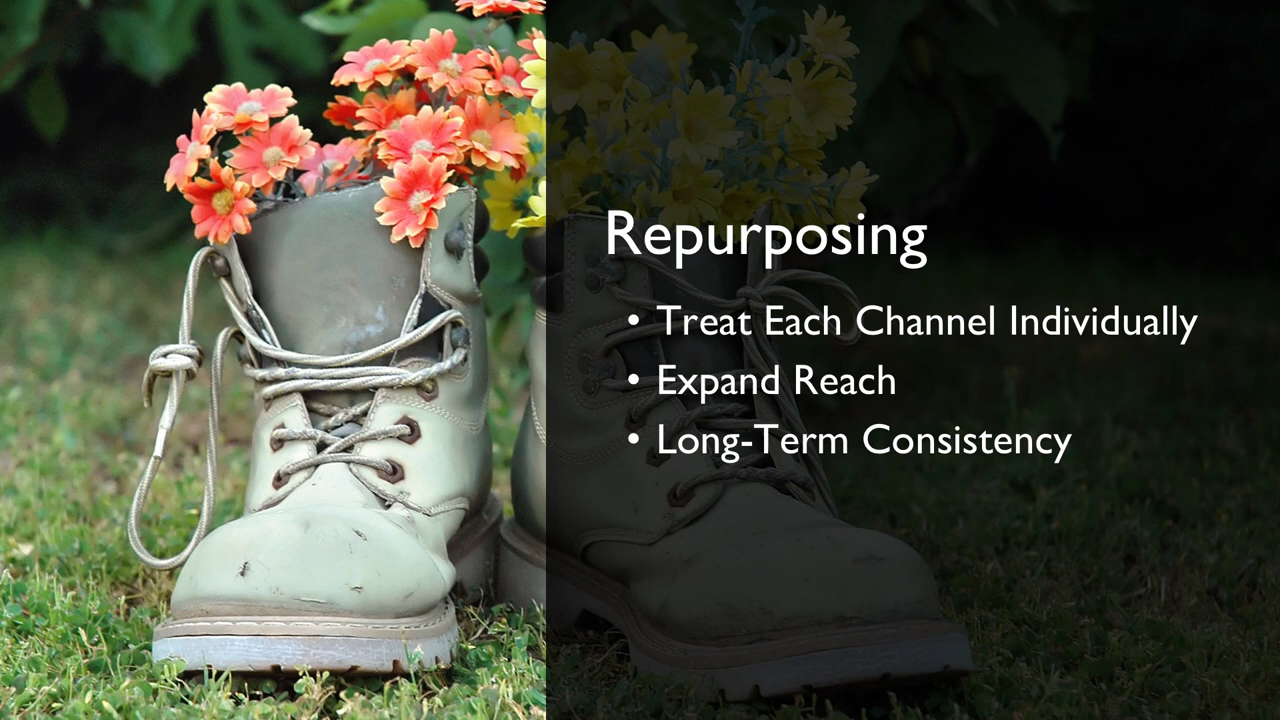 Repurposing
• Treat Each Channel Individually
• Expand Reach
• Long-Term Consistency